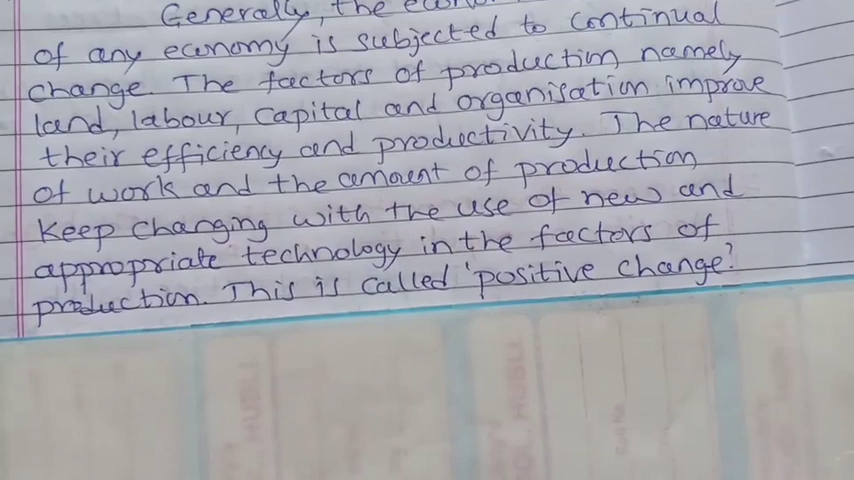 Generally, the
of any economy is subjected to continual
change. The factors of production namely
land, labour, capital and organisation improve
their efficiency and productivity. The nature
of work and the amount of production
keep changing with the use of new and
appropriate technology in the factors of
production. This is called 'positive change'.